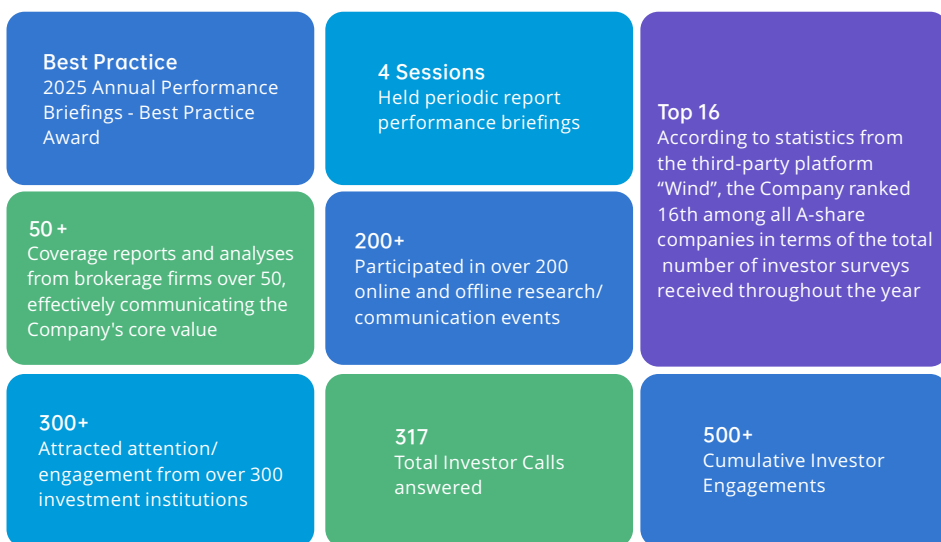 Best Practice
2025 Annual Performance
Briefings - Best Practice
Award
4 Sessions
Held periodic report
performance briefings
Top 16
According to statistics from
the third-party platform
“Wind”, the Company ranked
16th among all A-share
companies in terms of the total
number of investor surveys
received throughout the year
50 +
Coverage reports and analyses
from brokerage firms over 50,
effectively communicating the
Company's core value
200+
Participated in over 200
online and offline research/
communication events
300+
Attracted attention/
engagement from over 300
investment institutions
317
Total Investor Calls
answered
500+
Cumulative Investor
Engagements